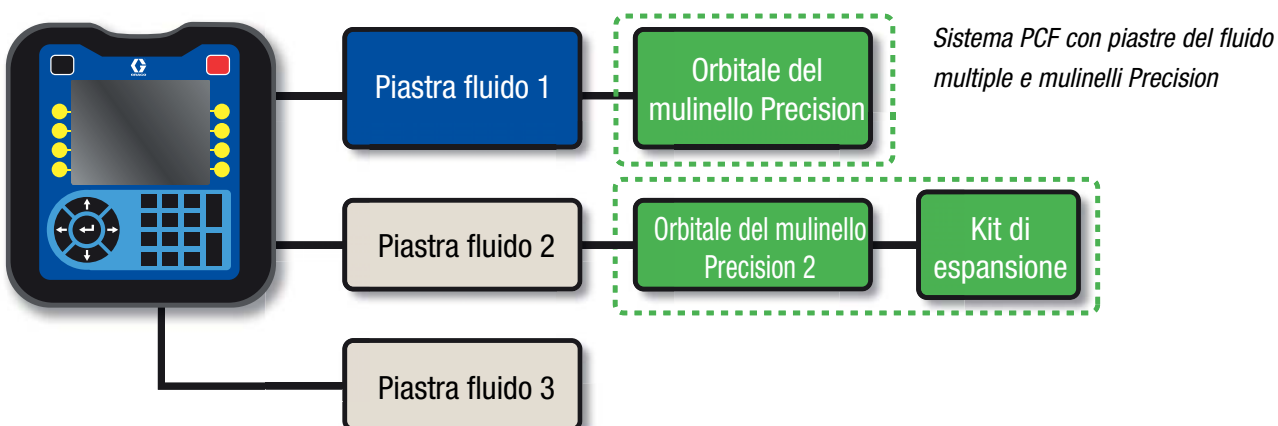 Piastra fluido 1
Orbitale del
mulinello Precision
Sistema PCF con piastre del fluido
multiple e mulinelli Precision
Piastra fluido 2
Orbitale del mulinello
Precision 2
Kit di
espansione
Piastra fluido 3